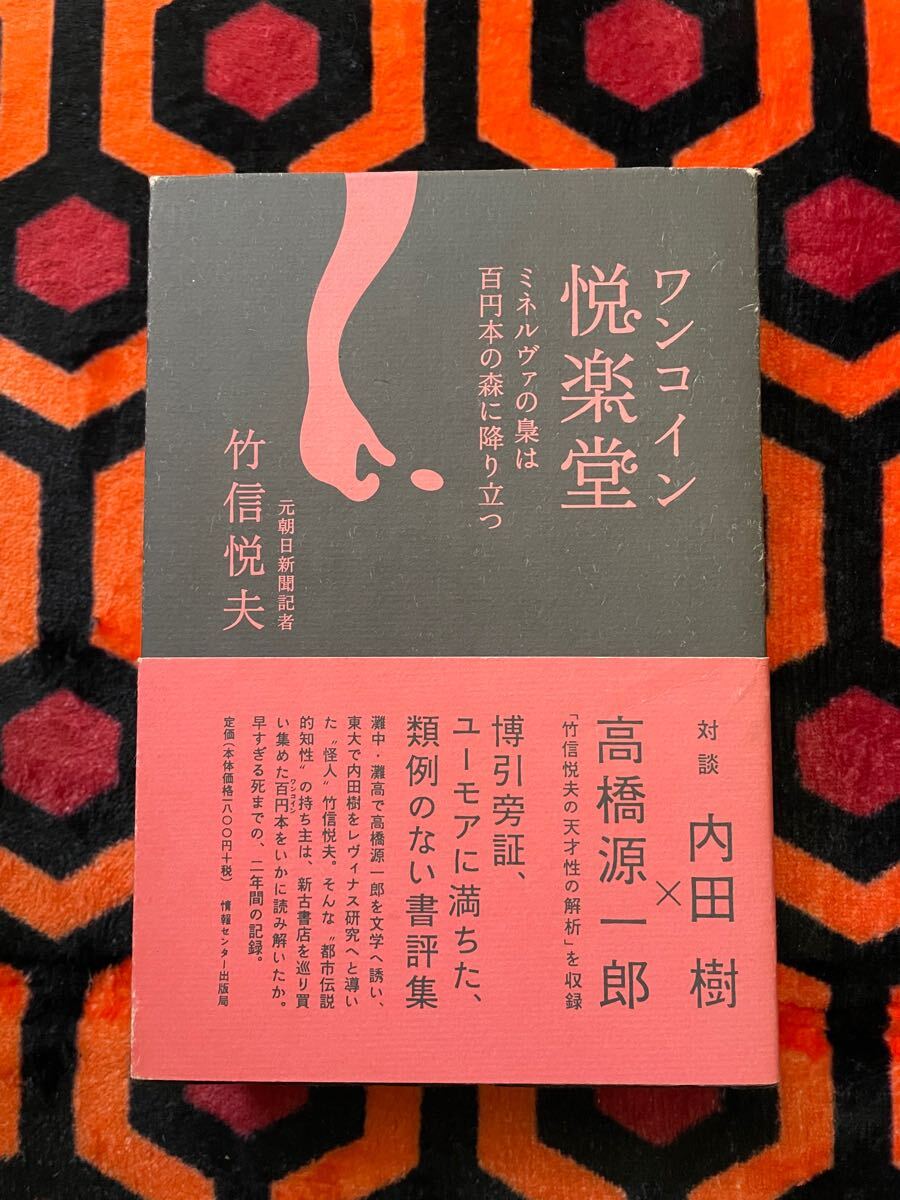 ワンコイン
悦楽堂
ミネルヴァの梟は
百円本の森に降り立つ
元朝日新聞記者
竹信悦夫
対談
内田 樹
×
高橋源一郎
「竹信悦夫の天才性の解析」を収録
博引旁証、
ユーモアに満ちた、
類例のない書評集
灘中・灘高で高橋源一郎を文学へ誘い、
東大で内田樹をレヴィナス研究へと導い
た〝怪人〟竹信悦夫。そんな〝都市伝説
的知性〟の持ち主は、新古書店を巡り買
い集めた百円本をいかに読み解いたか。
ワンコイン
早すぎる死までの、二年間の記録。
定価(本体価格一八〇〇円+税) 情報センター出版局